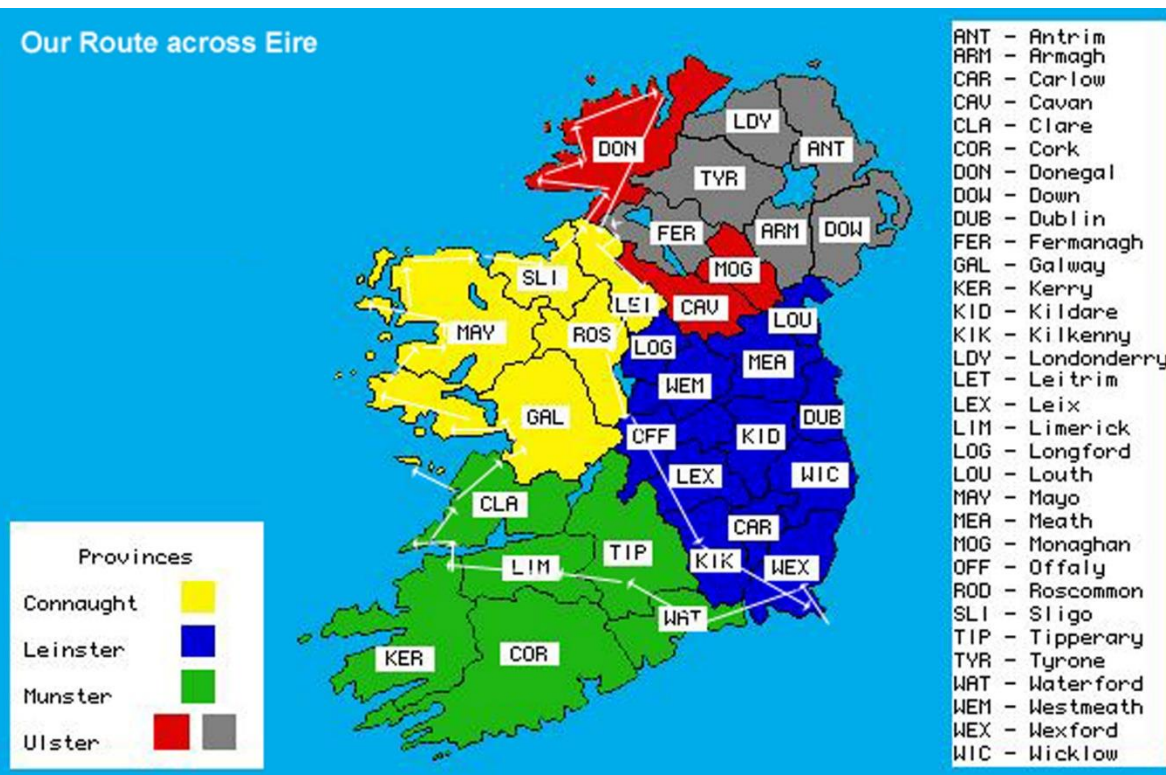 Our Route across Eire
DON
LDY
ANT
TYR
FER
ARM
DOW
MOG
SLI
LEI
CAV
LOU
MAY
ROS
LOG
MEA
WEM
GAL
OFF
KID
DUB
LEX
WIC
CLA
CAR
TIP
KIK
LIM
WEX
WAT
KER
COR
Provinces
Connaught
Leinster
Munster
Ulster
ANT - Antrim
ARM - Armagh
CAR - Carlow
CAV - Cavan
CLA - Clare
COR - Cork
DON - Donegal
DOW - Down
DUB - Dublin
FER - Fermanagh
GAL - Galway
KER - Kerry
KID - Kildare
KIK - Kilkenny
LDY - Londonderry
LET - Leitrim
LEX - Leix
LIM - Limerick
LOG - Longford
LOU - Louth
MAY - Mayo
MEA - Meath
MOG - Monaghan
OFF - Offaly
ROD - Roscommon
SLI - Sligo
TIP - Tipperary
TYR - Tyrone
WAT - Waterford
WEM - Westmeath
WEX - Wexford
WIC - Wicklow